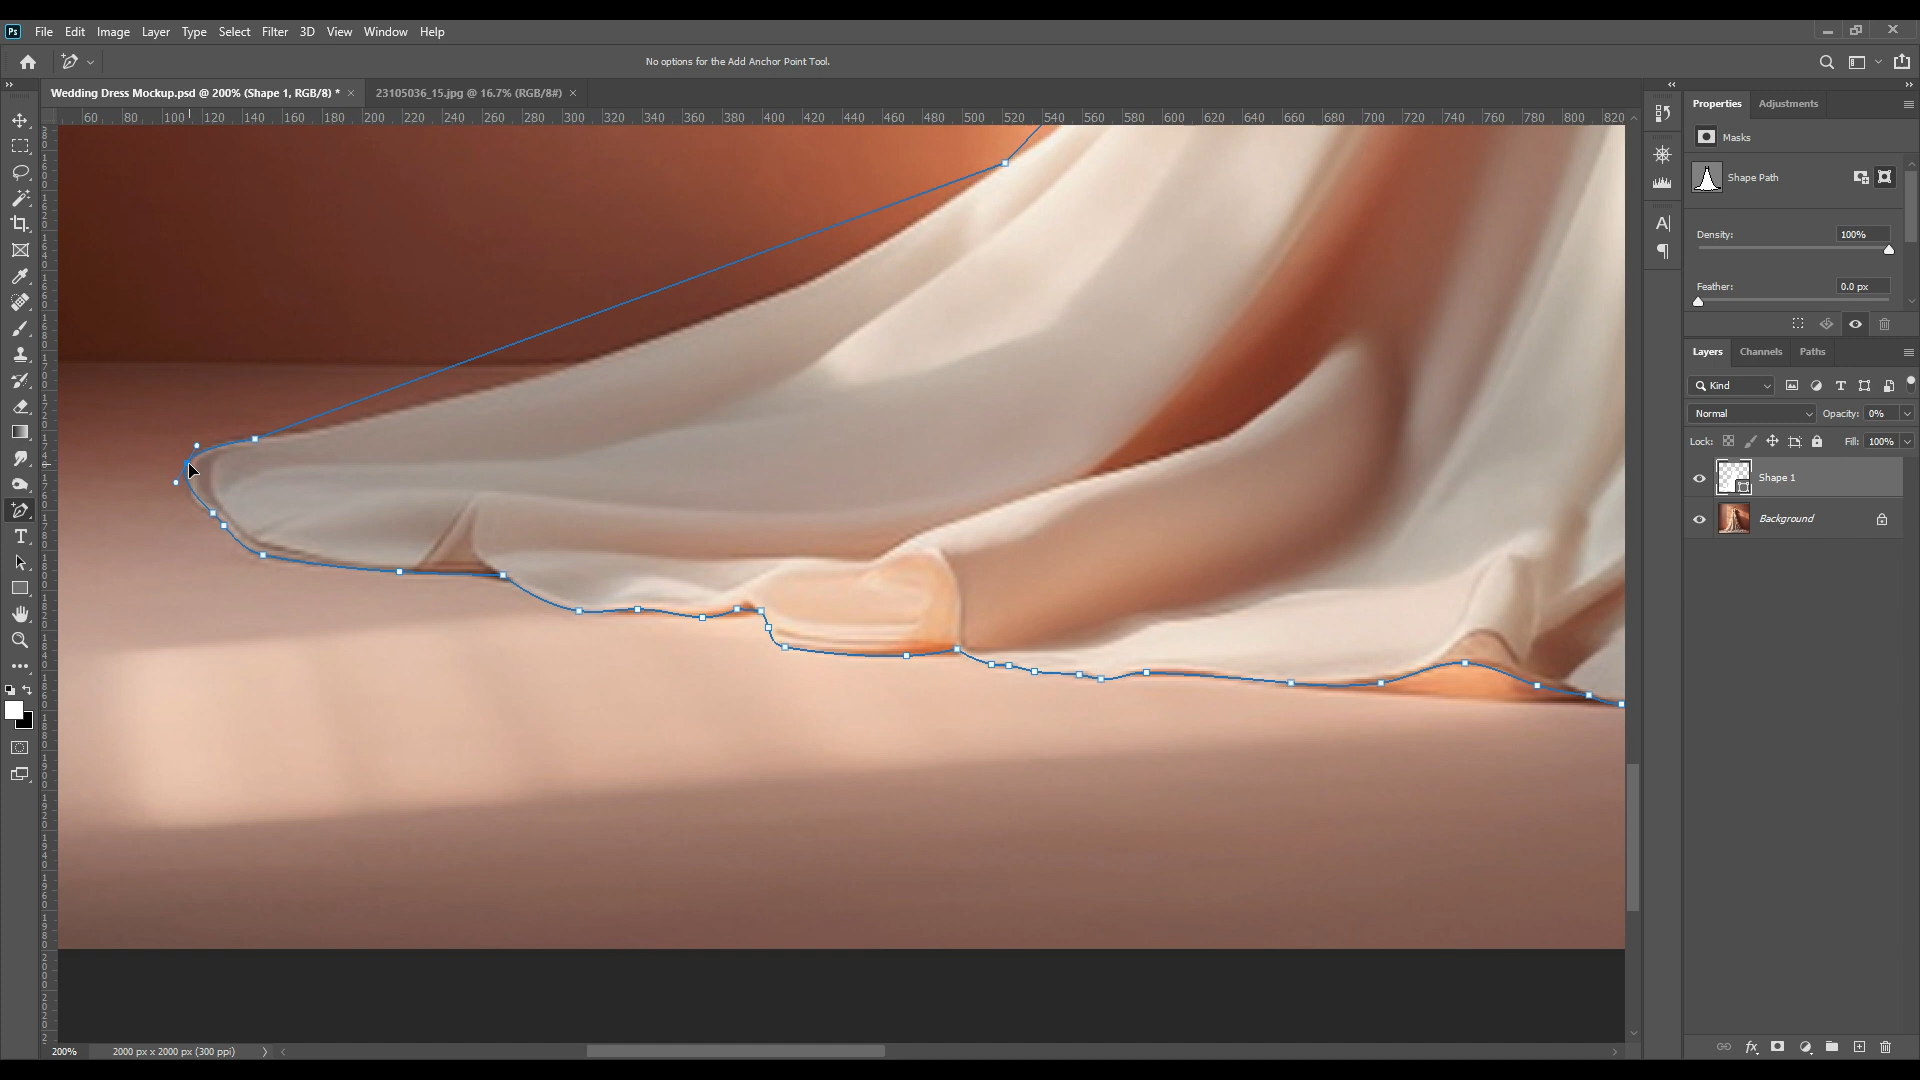 Ps File Edit Image Layer Type Select Filter 3D View Window Help
No options for the Add Anchor Point Tool.
Wedding Dress Mockup.psd @ 200% (Shape 1, RGB/8) *
23105036_15.jpg @ 16.7% (RGB/8#)
60 80 100 120 140 160 180 200 220 240 260 280 300 320 340 360 380 400 420 440 460 480 500 520 540 560 580 600 620 640 660 680 700 720 740 760 780 800 820
Properties Adjustments
Masks
Shape Path
Density: 100%
Feather: 0.0 px
Layers Channels Paths
Kind
Normal Opacity: 0%
Lock: Fill: 100%
Shape 1
Background
200% 2000 px x 2000 px (300 ppi)